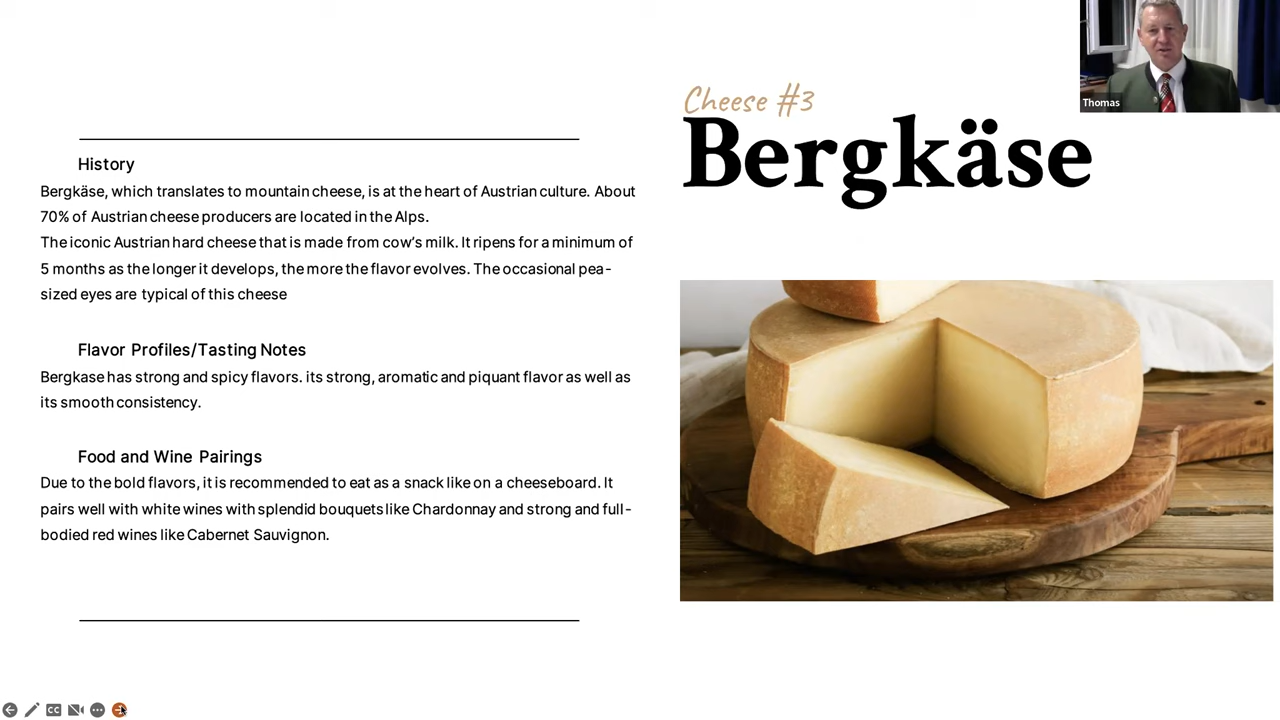 History
Bergkäse, which translates to mountain cheese, is at the heart of Austrian culture. About
70% of Austrian cheese producers are located in the Alps.
The iconic Austrian hard cheese that is made from cow’s milk. It ripens for a minimum of
5 months as the longer it develops, the more the flavor evolves. The occasional pea-
sized eyes are typical of this cheese
Flavor Profiles/Tasting Notes
Bergkase has strong and spicy flavors. its strong, aromatic and piquant flavor as well as
its smooth consistency.
Food and Wine Pairings
Due to the bold flavors, it is recommended to eat as a snack like on a cheeseboard. It
pairs well with white wines with splendid bouquets like Chardonnay and strong and full-
bodied red wines like Cabernet Sauvignon.
Cheese #3
Bergkäse
Thomas
CC